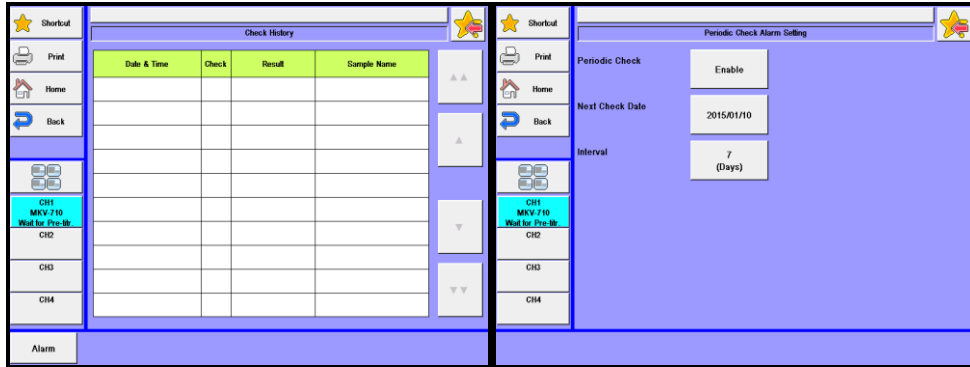 Shortcut
Check History
Print
Date & Time Check Result Sample Name
Home
Back
CH1
MKV-710
Wait for Pre-titr.
CH2
CH3
CH4
Alarm
Shortcut
Periodic Check Alarm Setting
Print
Periodic Check
Enable
Home
Next Check Date
2015/01/10
Back
Interval
7
(Days)
CH1
MKV-710
Wait for Pre-titr.
CH2
CH3
CH4